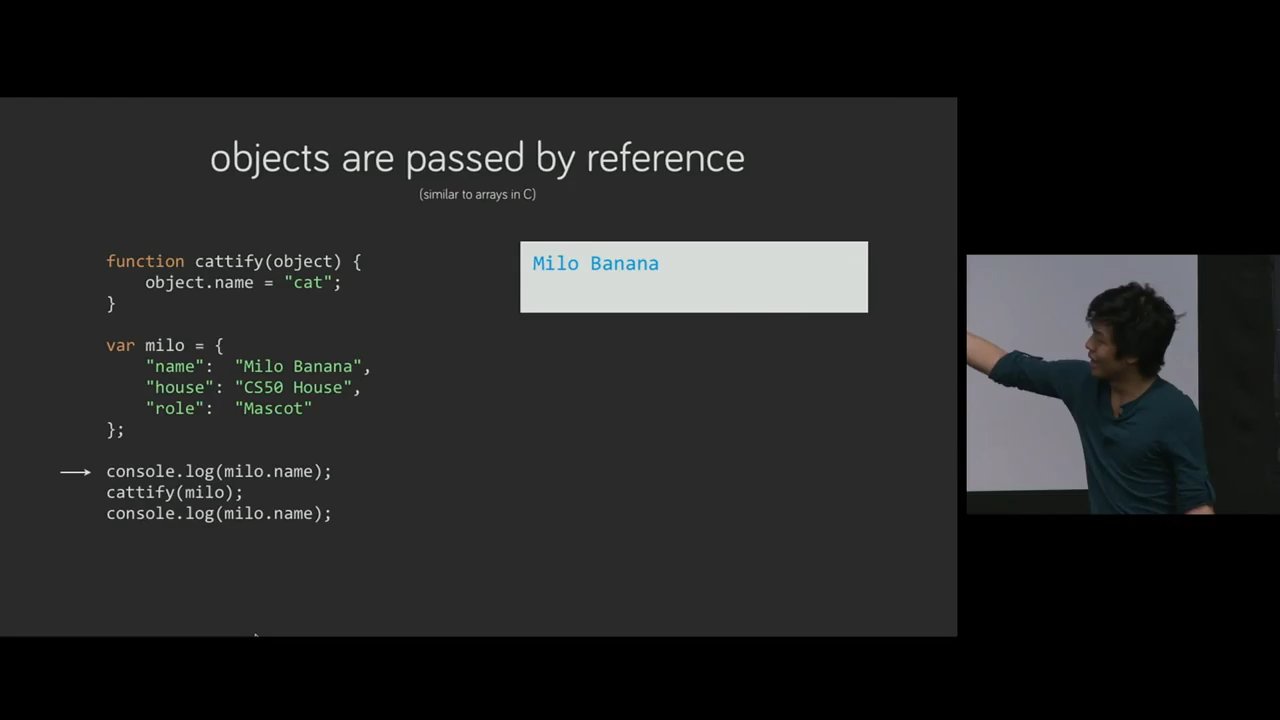 objects are passed by reference
(similar to arrays in C)
function cattify(object) {
    object.name = "cat";
}
var milo = {
    "name":  "Milo Banana",
    "house": "CS50 House",
    "role":  "Mascot"
};
console.log(milo.name);
cattify(milo);
console.log(milo.name);
Milo Banana